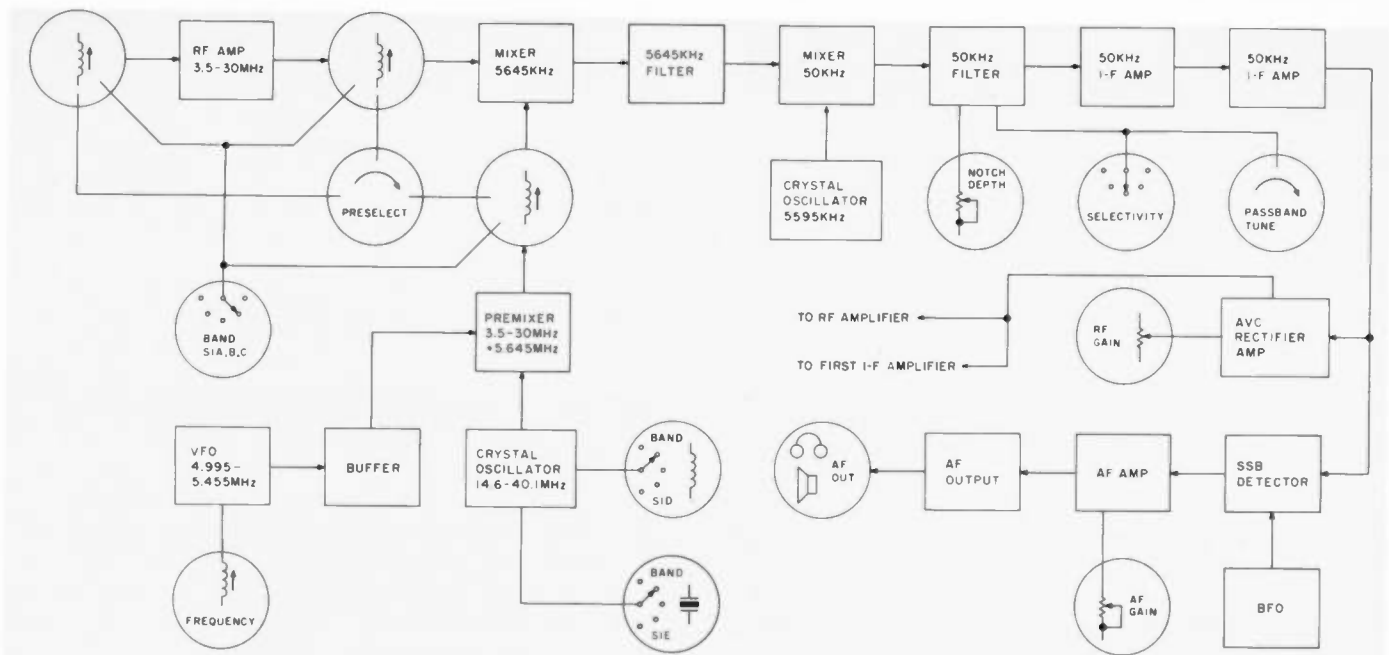 RF AMP
3.5-30MHz
MIXER
5645KHz
5645KHz
FILTER
MIXER
50KHz
50KHz
FILTER
50KHz
I-F AMP
50KHz
I-F AMP
PRESELECT
CRYSTAL
OSCILLATOR
5595KHz
NOTCH
DEPTH
SELECTIVITY
PASSBAND
TUNE
BAND
SIA,B,C
PREMIXER
3.5-30MHz
+5.645MHz
TO RF AMPLIFIER
TO FIRST I-F AMPLIFIER
RF
GAIN
AVC
RECTIFIER
AMP
VFO
4.995-
5.455MHz
BUFFER
CRYSTAL
OSCILLATOR
14.6-40.1MHz
BAND
SID
AF
OUT
AF
OUTPUT
AF AMP
SSB
DETECTOR
FREQUENCY
BAND
SIE
AF
GAIN
BFO